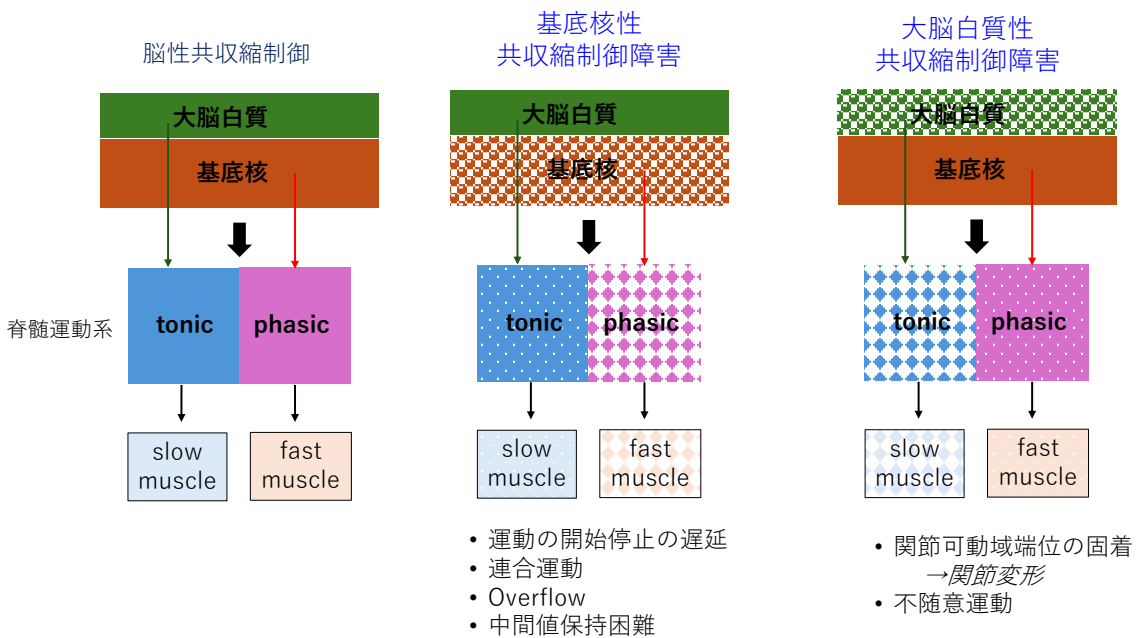 脳性共収縮制御
大脳白質
基底核
脊髄運動系
tonic
phasic
slow
muscle
fast
muscle
基底核性
共収縮制御障害
大脳白質
基底核
tonic
phasic
slow
muscle
fast
muscle
• 運動の開始停止の遅延
• 連合運動
• Overflow
• 中間値保持困難
大脳白質性
共収縮制御障害
大脳白質
基底核
tonic
phasic
slow
muscle
fast
muscle
• 関節可動域端位の固着
→関節変形
• 不随意運動